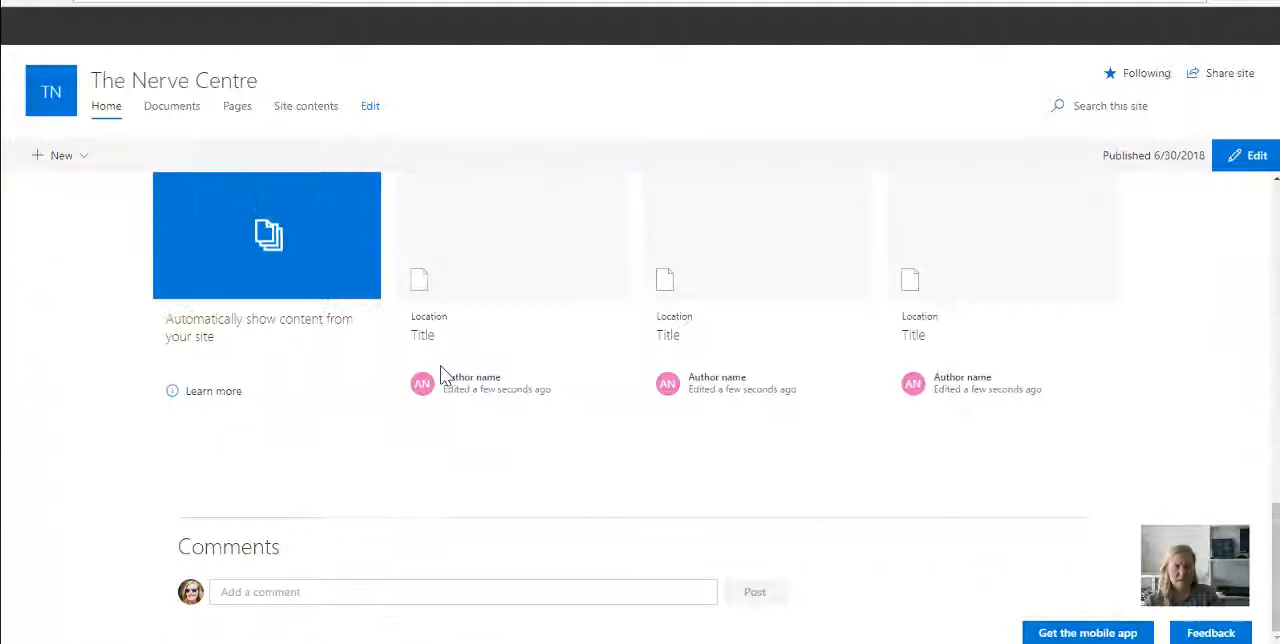 TN
The Nerve Centre
Following
Share site
Home
Documents
Pages
Site contents
Edit
Search this site
New
Published 6/30/2018
Edit
Automatically show content from
your site
Learn more
Location
Title
AN
thor name
Edited a few seconds ago
Location
Title
AN
Author name
Edited a few seconds ago
Location
Title
AN
Author name
Edited a few seconds ago
Comments
Add a comment
Post
Get the mobile app
Feedback